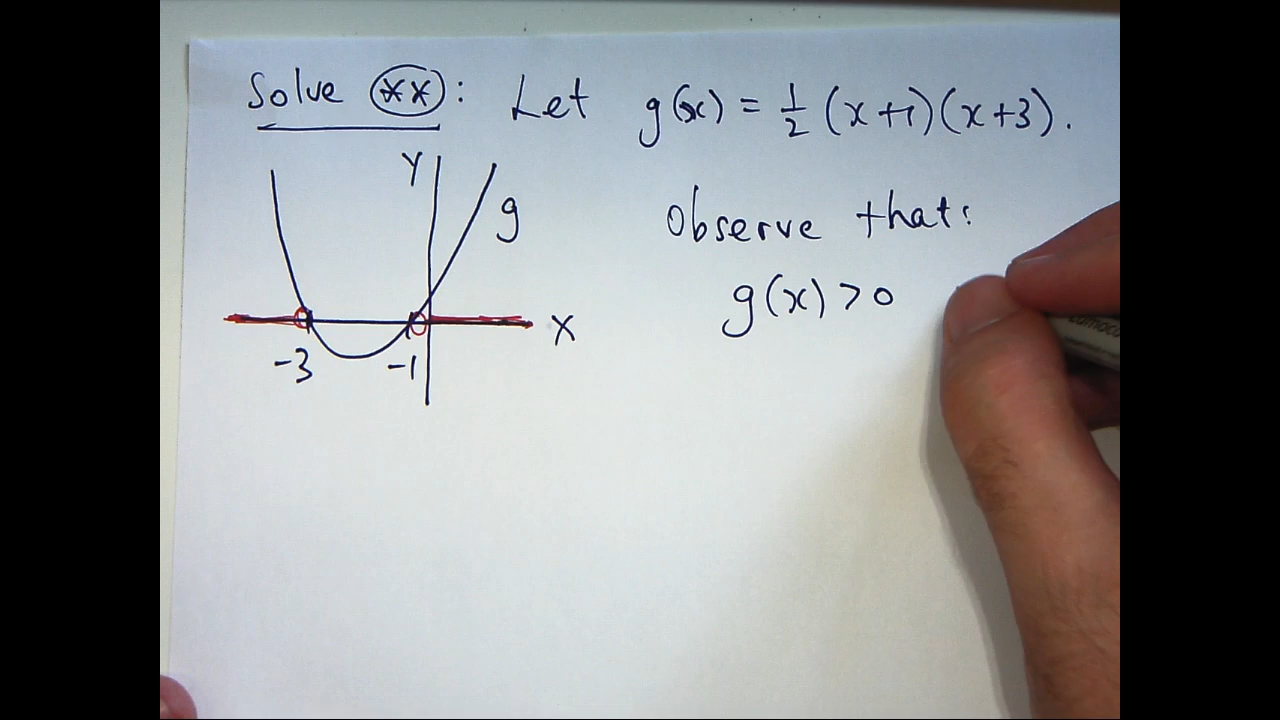 Solve ** : Let g(x) = 1/2 (x+1)(x+3).
Y
g
Observe that:
g(x) > 0
X
-3 -1